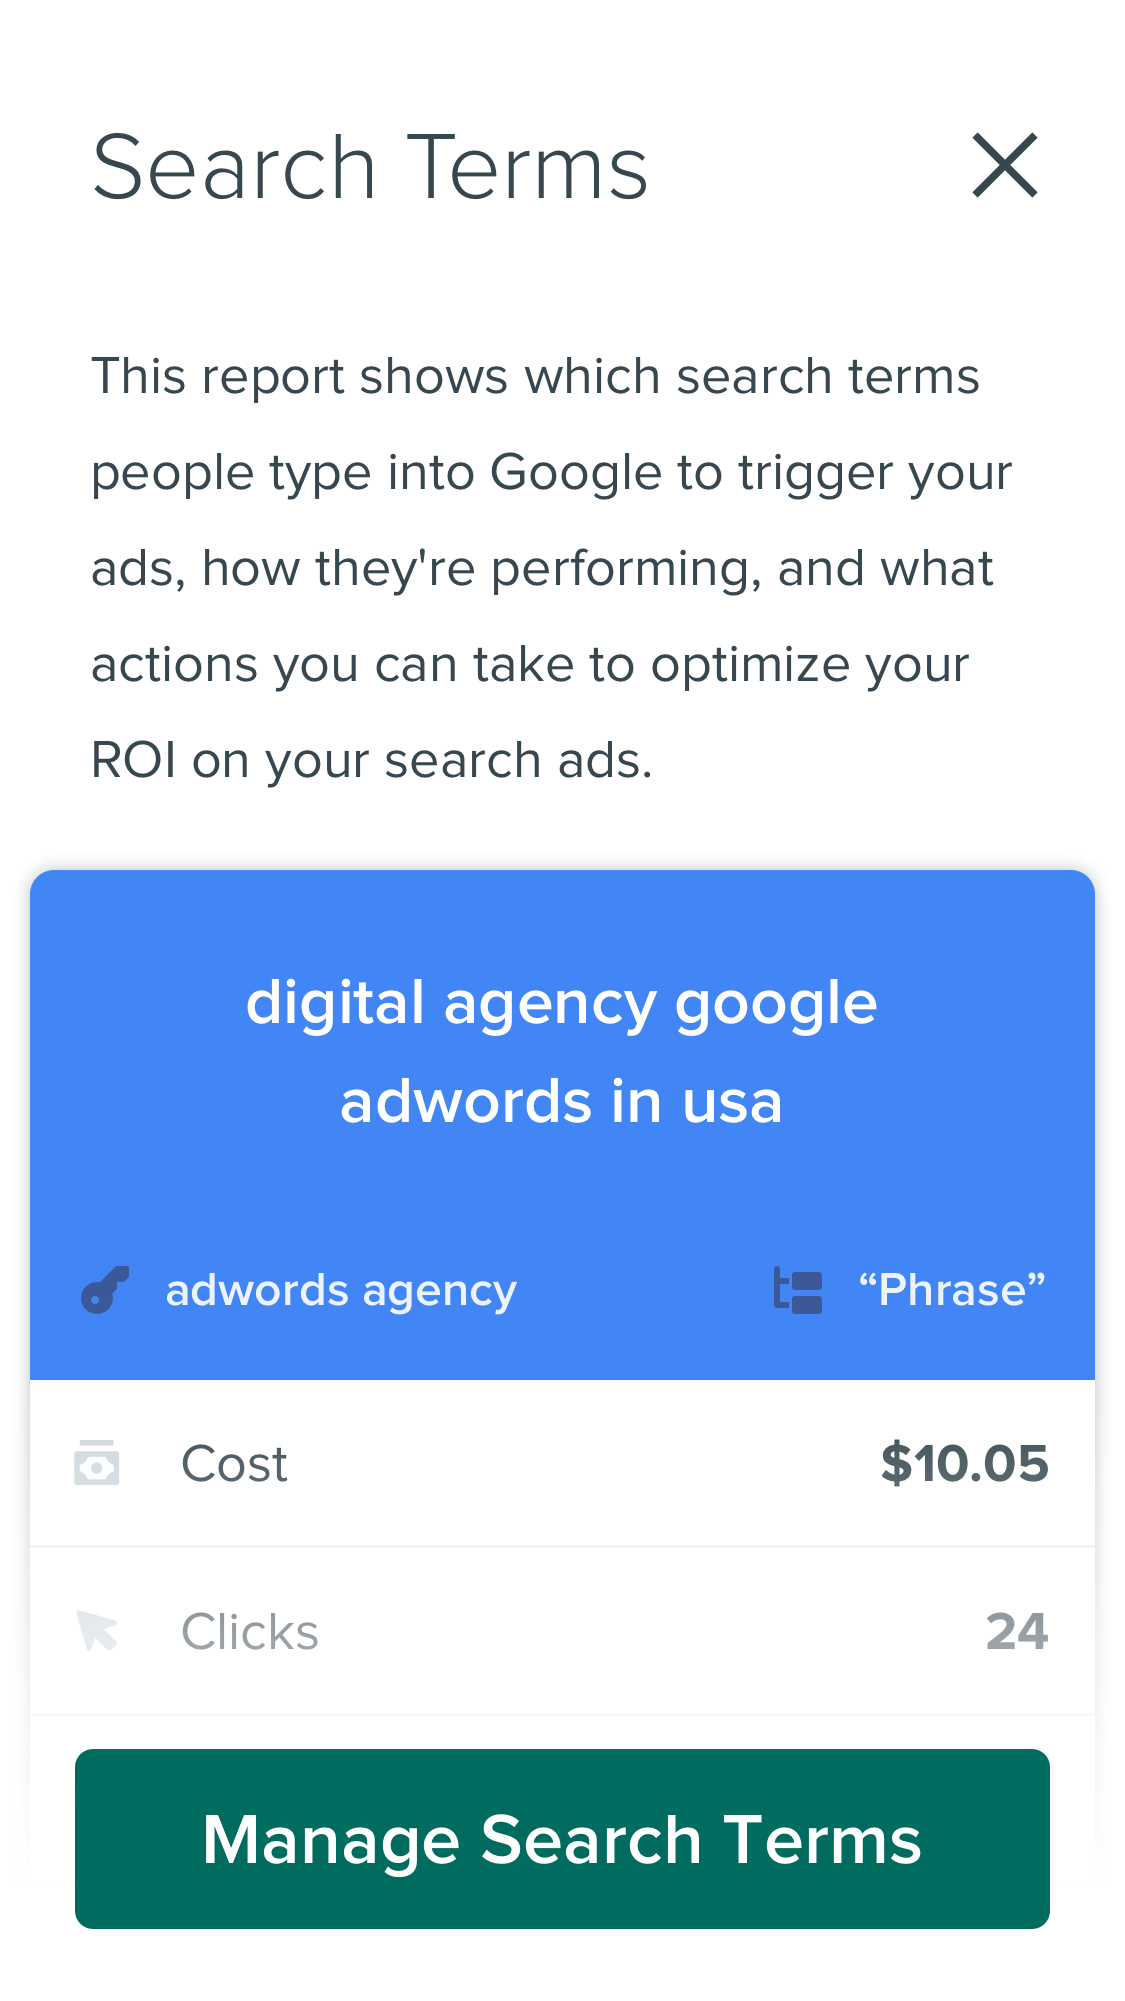 Search Terms
This report shows which search terms
people type into Google to trigger your
ads, how they're performing, and what
actions you can take to optimize your
ROI on your search ads.
digital agency google
adwords in usa
adwords agency “Phrase”
Cost $10.05
Clicks 24
Manage Search Terms